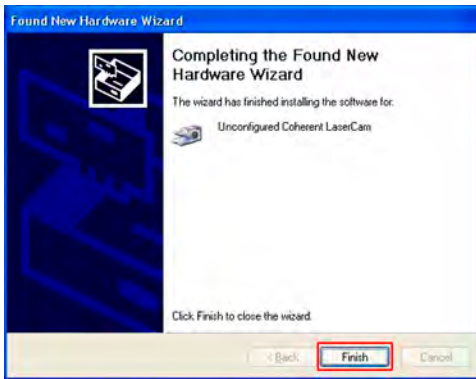 Found New Hardware Wizard
Completing the Found New
Hardware Wizard
The wizard has finished installing the software for:
Unconfigured Coherent LaserCam
Click Finish to close the wizard.
< Back
Finish
Cancel